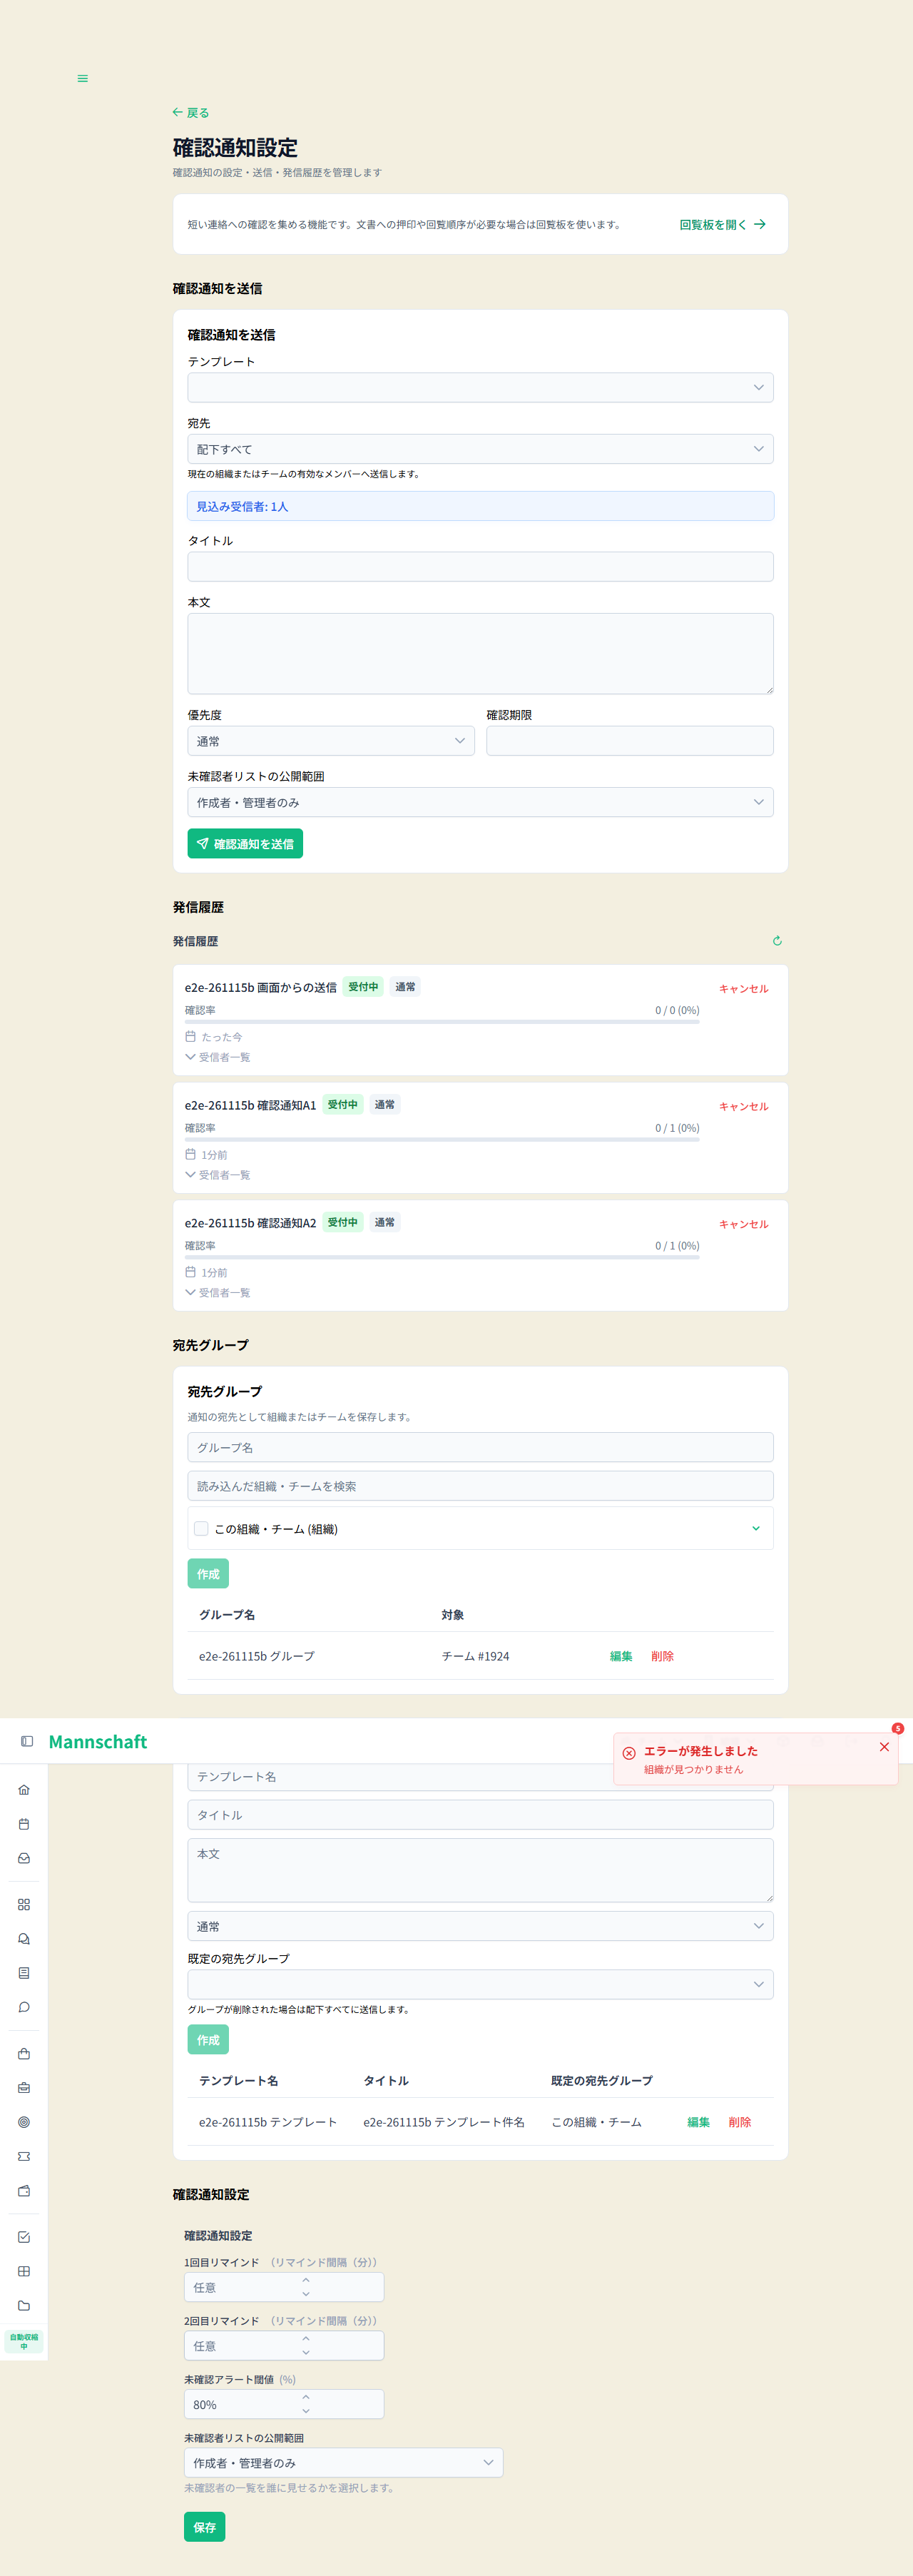 戻る
確認通知設定
確認通知の設定・送信・発信履歴を管理します
短い連絡への確認を集める機能です。文書への押印や回覧順序が必要な場合は回覧板を使います。
回覧板を開く
確認通知を送信
確認通知を送信
テンプレート
宛先
配下すべて
現在の組織またはチームの有効なメンバーへ送信します。
見込み受信者: 1人
タイトル
本文
優先度
確認期限
通常
未確認者リストの公開範囲
作成者・管理者のみ
確認通知を送信
発信履歴
発信履歴
e2e-261115b 画面からの送信 受付中 通常
キャンセル
確認率
0 / 0 (0%)
たった今
受信者一覧
e2e-261115b 確認通知A1 受付中 通常
キャンセル
確認率
0 / 1 (0%)
1分前
受信者一覧
e2e-261115b 確認通知A2 受付中 通常
キャンセル
確認率
0 / 1 (0%)
1分前
受信者一覧
宛先グループ
宛先グループ
通知の宛先として組織またはチームを保存します。
グループ名
読み込んだ組織・チームを検索
この組織・チーム (組織)
作成
グループ名 対象
e2e-261115b グループ チーム #1924 編集 削除
Mannschaft
5
エラーが発生しました
組織が見つかりません
テンプレート名
タイトル
本文
通常
既定の宛先グループ
グループが削除された場合は配下すべてに送信します。
作成
テンプレート名 タイトル 既定の宛先グループ
e2e-261115b テンプレート e2e-261115b テンプレート件名 この組織・チーム 編集 削除
確認通知設定
確認通知設定
1回目リマインド （リマインド間隔（分））
任意
2回目リマインド （リマインド間隔（分））
任意
自動収縮
中
未確認アラート閾値 (%)
80%
未確認者リストの公開範囲
作成者・管理者のみ
未確認者の一覧を誰に見せるかを選択します。
保存